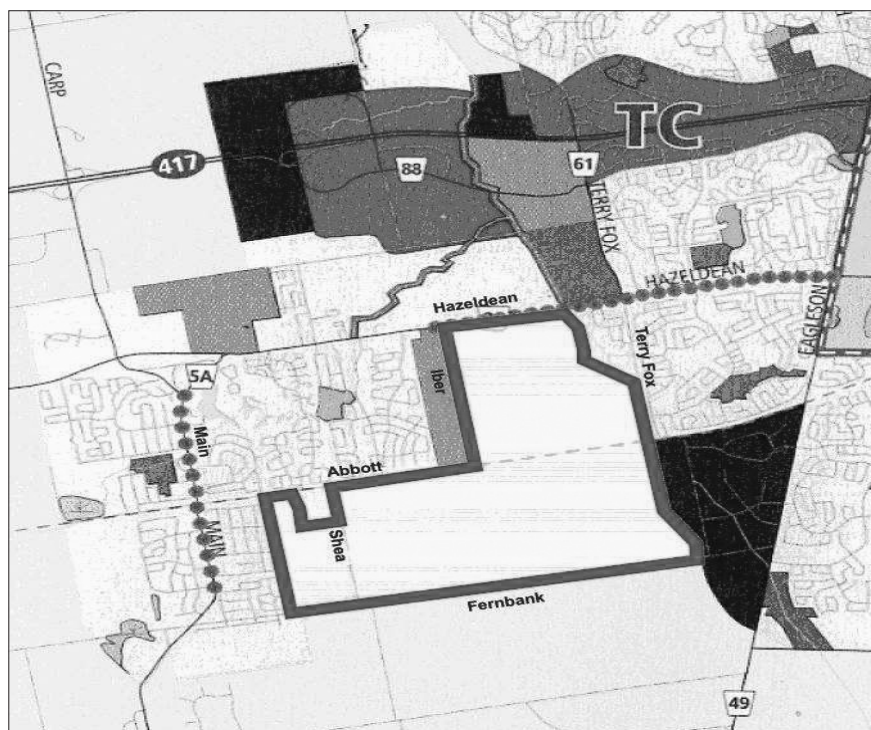 CARP
417
88
TC
61
TERRY FOX
HAZELDEAN
Hazeldean
EAGLESON
5A
Iber
Terry Fox
Main
Abbott
MAIN
Shea
Fernbank
49